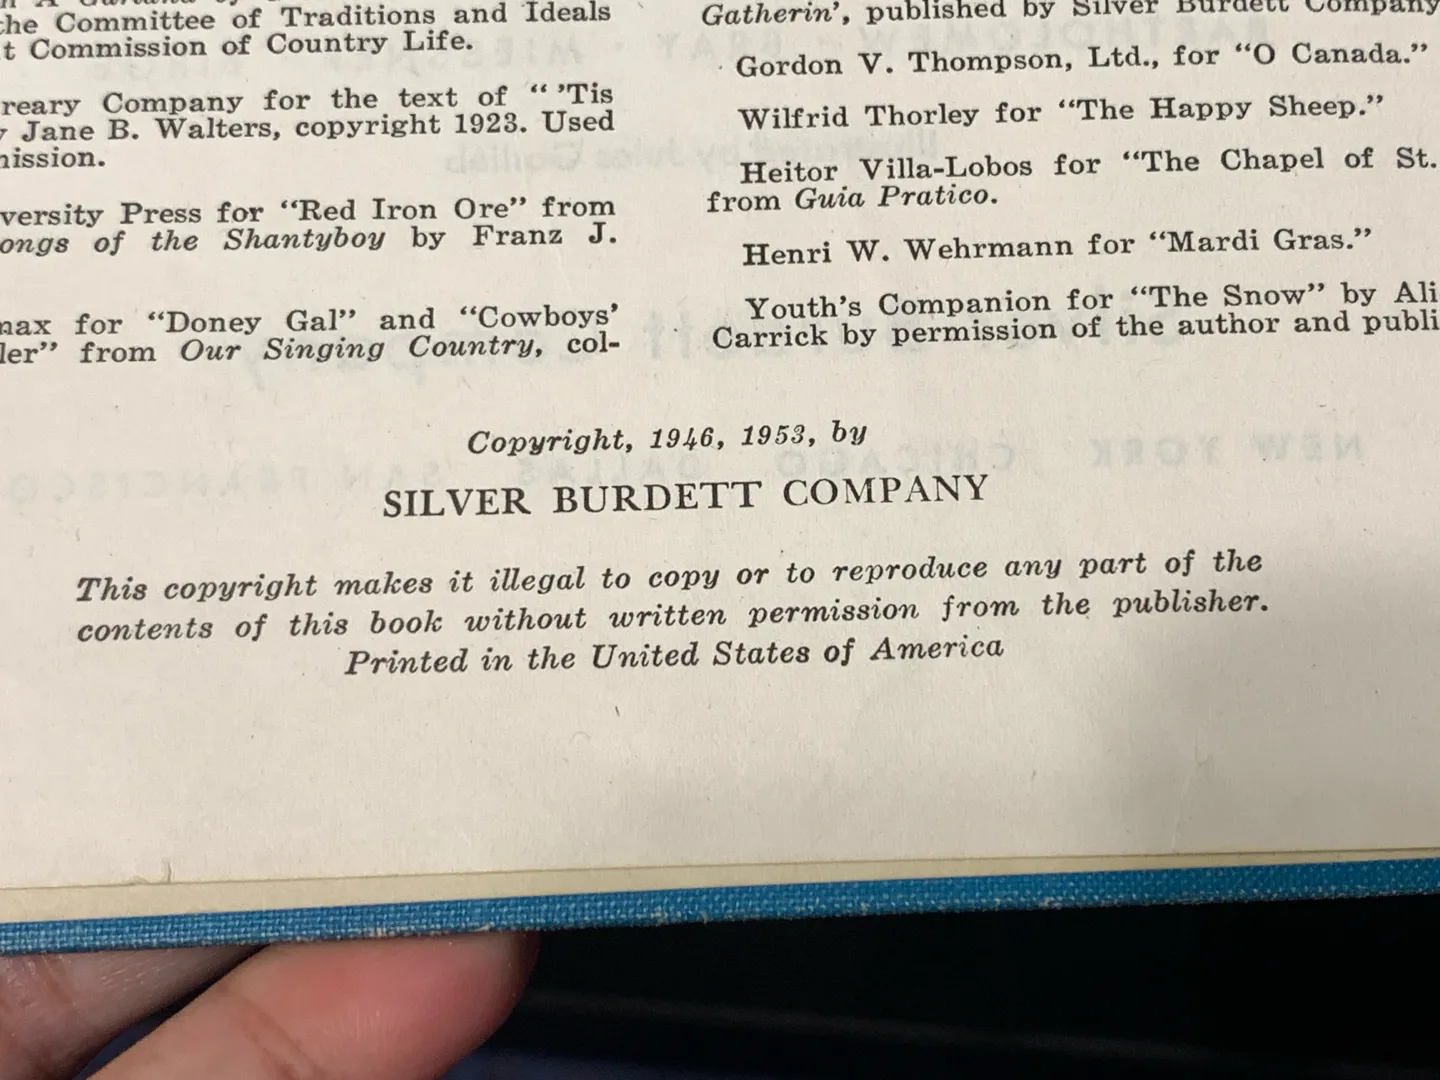 the Committee of Traditions and Ideals
t Commission of Country Life.
reary Company for the text of “ ’Tis
Jane B. Walters, copyright 1923. Used
mission.
versity Press for “Red Iron Ore” from
ongs of the Shantyboy by Franz J.
max for “Doney Gal” and “Cowboys’
ler” from Our Singing Country, col-
Gatherin’, published by Silver Burdett Company
Gordon V. Thompson, Ltd., for “O Canada.”
Wilfrid Thorley for “The Happy Sheep.”
Heitor Villa-Lobos for “The Chapel of St.
from Guia Pratico.
Henri W. Wehrmann for “Mardi Gras.”
Youth’s Companion for “The Snow” by Ali
Carrick by permission of the author and publi
Copyright, 1946, 1953, by
SILVER BURDETT COMPANY
This copyright makes it illegal to copy or to reproduce any part of the
contents of this book without written permission from the publisher.
Printed in the United States of America